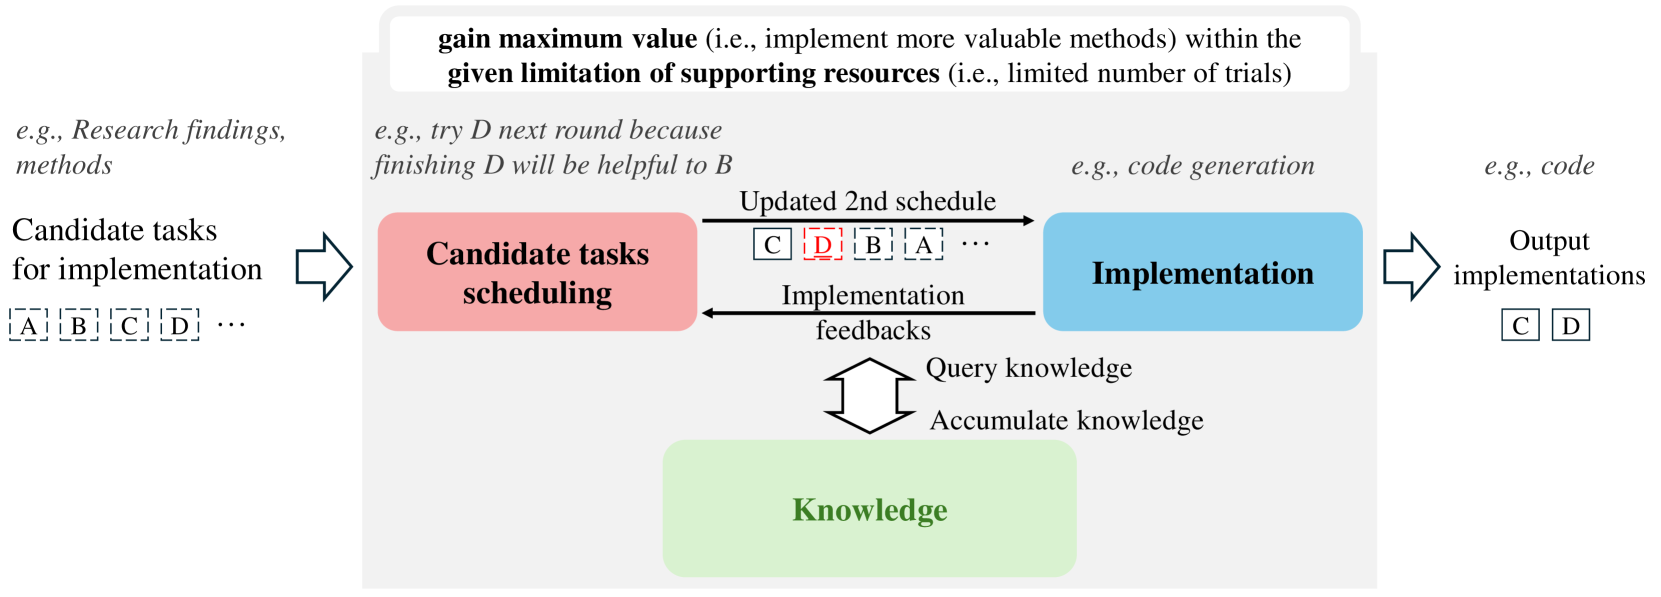 gain maximum value (i.e., implement more valuable methods) within the
given limitation of supporting resources (i.e., limited number of trials)
e.g., Research findings,
methods
Candidate tasks
for implementation
A B C D ...
e.g., try D next round because
finishing D will be helpful to B
Candidate tasks
scheduling
Updated 2nd schedule
C D B A ...
Implementation
feedbacks
e.g., code generation
Implementation
Query knowledge
Accumulate knowledge
Knowledge
e.g., code
Output
implementations
C D